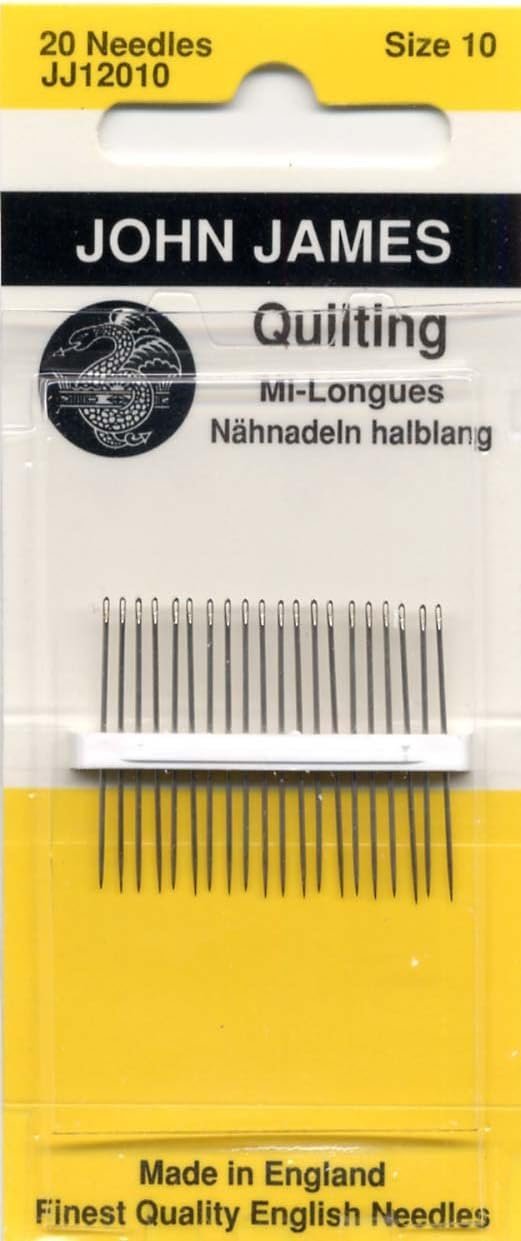 20 Needles Size 10
JJ12010
JOHN JAMES
Quilting
Mi-Longues
Nähnadeln halblang
Made in England
Finest Quality English Needles